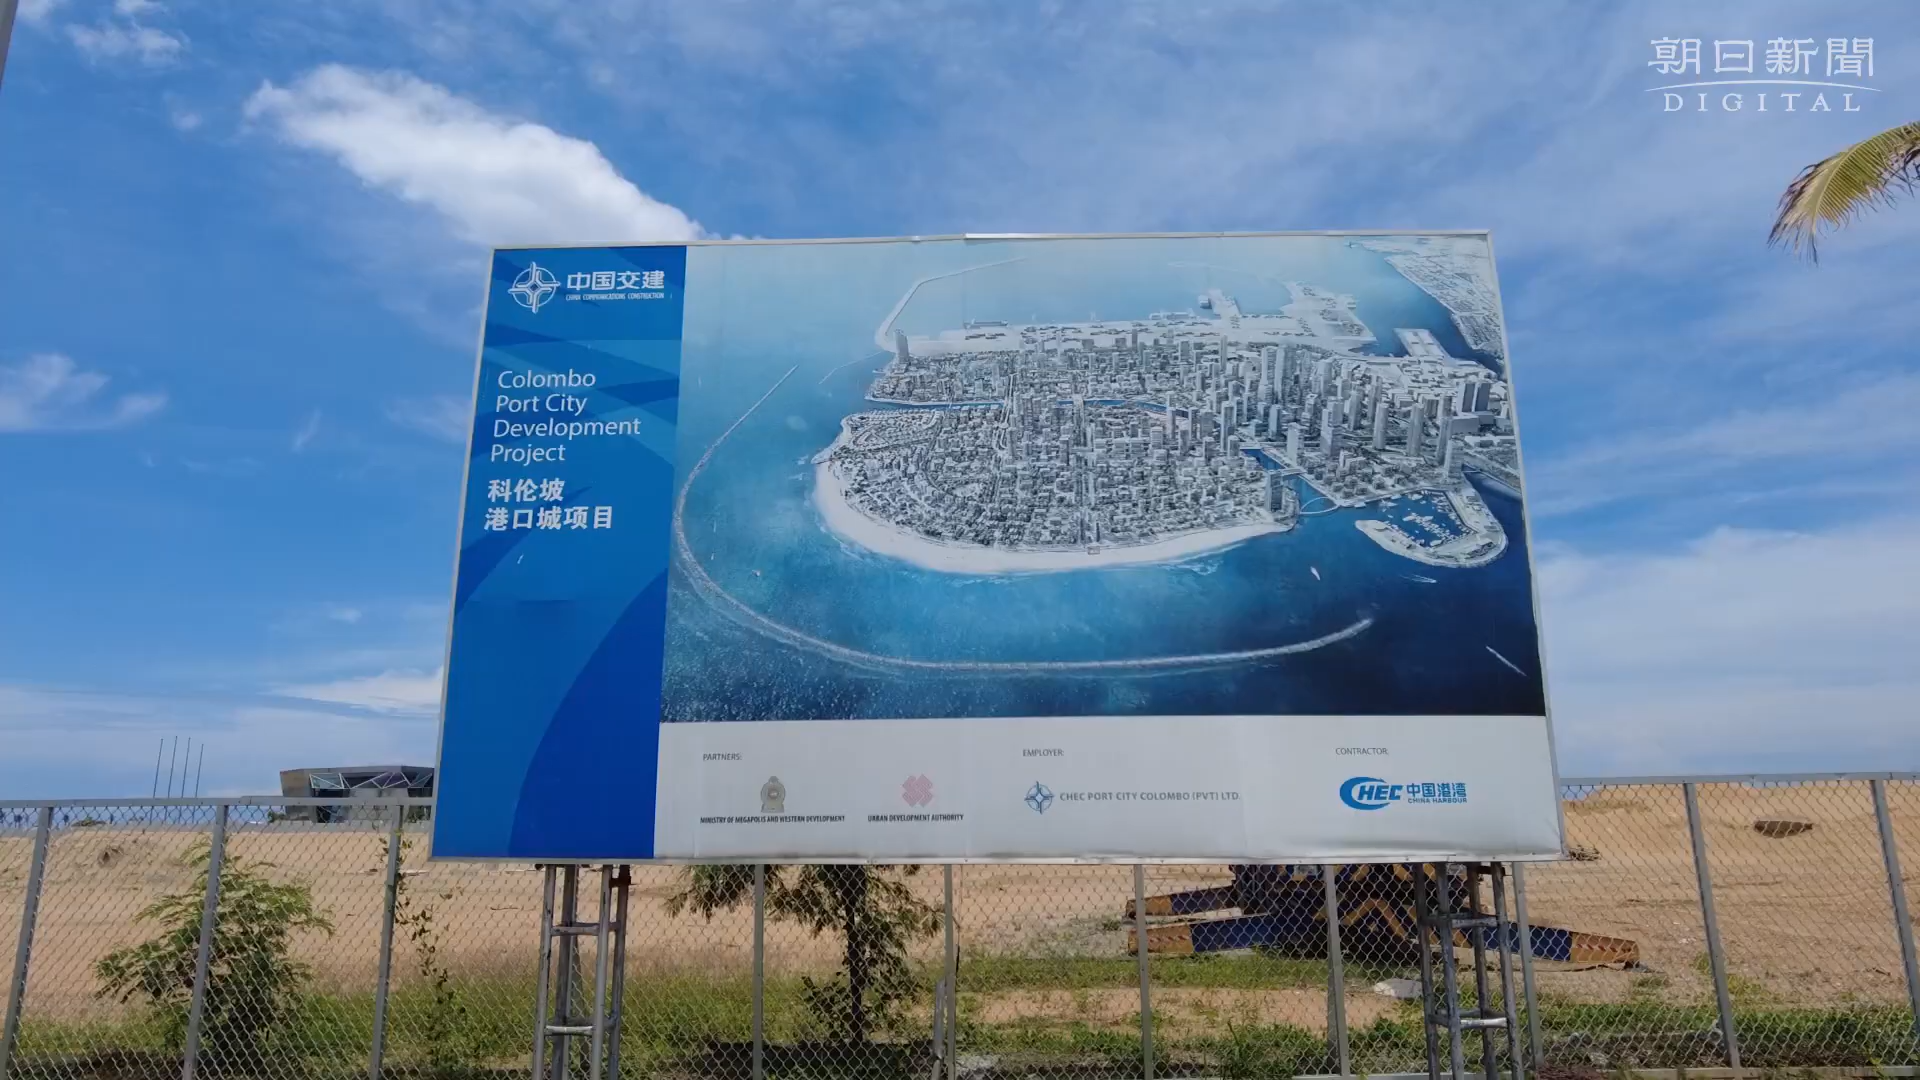 朝日新聞
DIGITAL
中国交建
CHINA COMMUNICATIONS CONSTRUCTION
Colombo
Port City
Development
Project
科伦坡
港口城项目
PARTNERS:
MINISTRY OF MEGAPOLIS AND WESTERN DEVELOPMENT
URBAN DEVELOPMENT AUTHORITY
EMPLOYER:
CHEC PORT CITY COLOMBO (PVT) LTD.
CONTRACTOR:
CHEC 中国港湾
CHINA HARBOUR